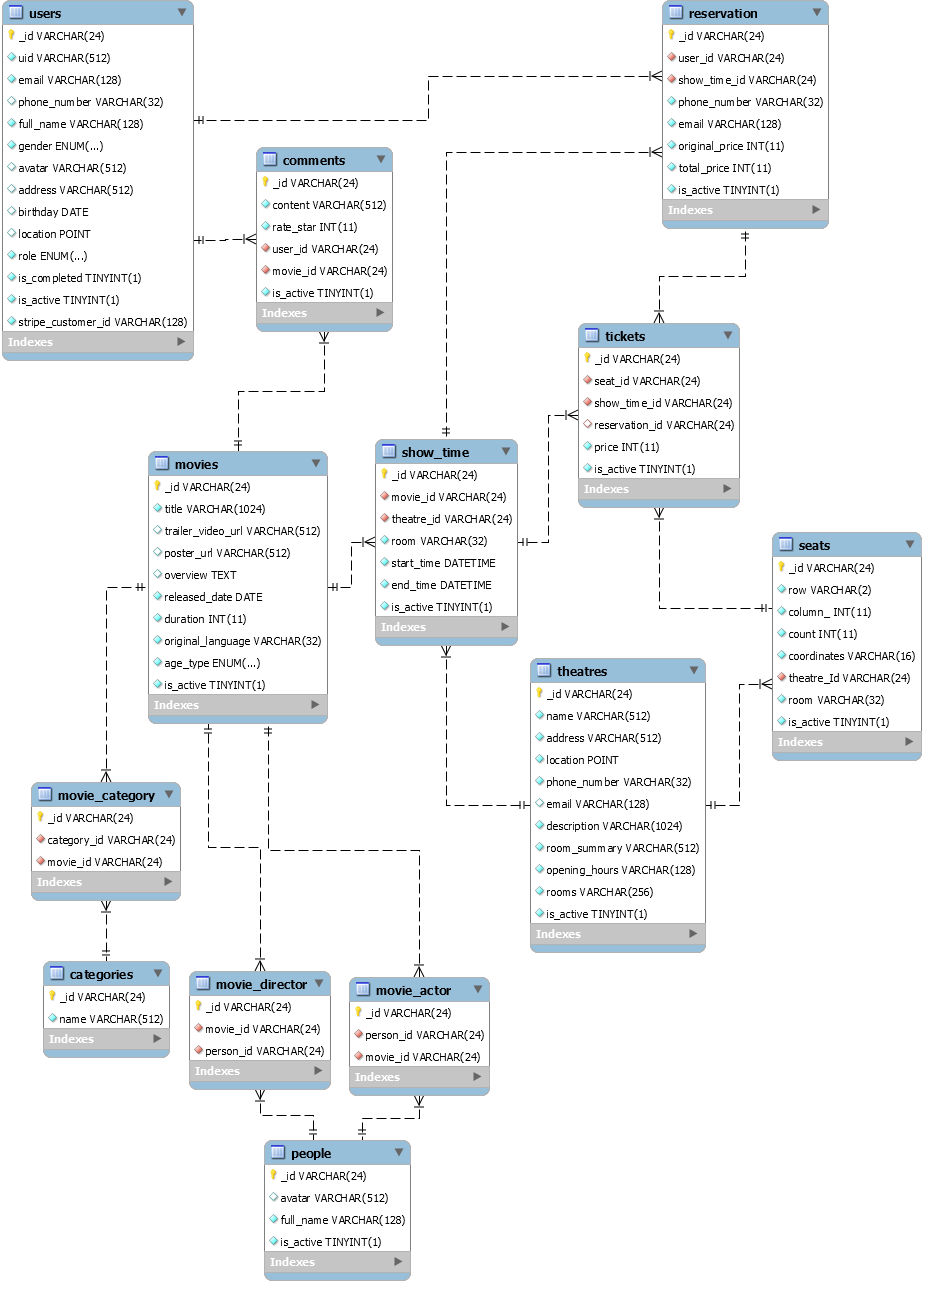 users
_id VARCHAR(24)
uid VARCHAR(512)
email VARCHAR(128)
phone_number VARCHAR(32)
full_name VARCHAR(128)
gender ENUM(...)
avatar VARCHAR(512)
address VARCHAR(512)
birthday DATE
location POINT
role ENUM(...)
is_completed TINYINT(1)
is_active TINYINT(1)
stripe_customer_id VARCHAR(128)
Indexes
reservation
_id VARCHAR(24)
user_id VARCHAR(24)
show_time_id VARCHAR(24)
phone_number VARCHAR(32)
email VARCHAR(128)
original_price INT(11)
total_price INT(11)
is_active TINYINT(1)
Indexes
comments
_id VARCHAR(24)
content VARCHAR(512)
rate_star INT(11)
user_id VARCHAR(24)
movie_id VARCHAR(24)
is_active TINYINT(1)
Indexes
tickets
_id VARCHAR(24)
seat_id VARCHAR(24)
show_time_id VARCHAR(24)
reservation_id VARCHAR(24)
price INT(11)
is_active TINYINT(1)
Indexes
movies
_id VARCHAR(24)
title VARCHAR(1024)
trailer_video_url VARCHAR(512)
poster_url VARCHAR(512)
overview TEXT
released_date DATE
duration INT(11)
original_language VARCHAR(32)
age_type ENUM(...)
is_active TINYINT(1)
Indexes
show_time
_id VARCHAR(24)
movie_id VARCHAR(24)
theatre_id VARCHAR(24)
room VARCHAR(32)
start_time DATETIME
end_time DATETIME
is_active TINYINT(1)
Indexes
seats
_id VARCHAR(24)
row VARCHAR(2)
column_ INT(11)
count INT(11)
coordinates VARCHAR(16)
theatre_Id VARCHAR(24)
room VARCHAR(32)
is_active TINYINT(1)
Indexes
theatres
_id VARCHAR(24)
name VARCHAR(512)
address VARCHAR(512)
location POINT
phone_number VARCHAR(32)
email VARCHAR(128)
description VARCHAR(1024)
room_summary VARCHAR(512)
opening_hours VARCHAR(128)
rooms VARCHAR(256)
is_active TINYINT(1)
Indexes
movie_category
_id VARCHAR(24)
category_id VARCHAR(24)
movie_id VARCHAR(24)
Indexes
categories
_id VARCHAR(24)
name VARCHAR(512)
Indexes
movie_director
_id VARCHAR(24)
movie_id VARCHAR(24)
person_id VARCHAR(24)
Indexes
movie_actor
_id VARCHAR(24)
person_id VARCHAR(24)
movie_id VARCHAR(24)
Indexes
people
_id VARCHAR(24)
avatar VARCHAR(512)
full_name VARCHAR(128)
is_active TINYINT(1)
Indexes